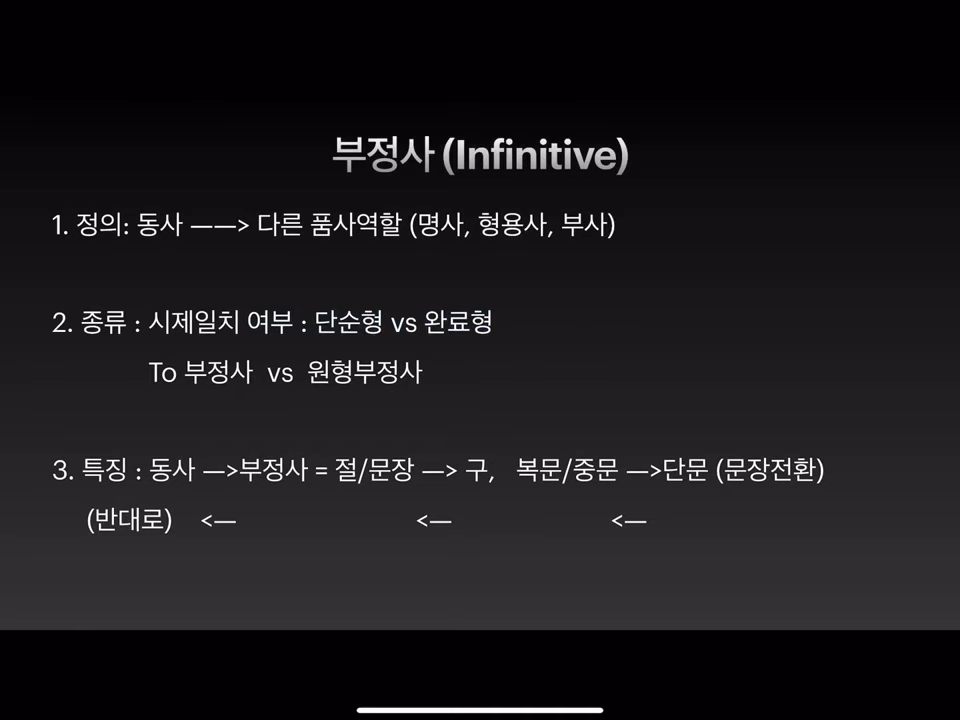 부정사 (Infinitive)
1. 정의: 동사 ——> 다른 품사역할 (명사, 형용사, 부사)
2. 종류 : 시제일치 여부 : 단순형 vs 완료형
To 부정사 vs 원형부정사
3. 특징 : 동사 —>부정사 = 절/문장 —> 구, 복문/중문 —>단문 (문장전환)
(반대로) <— <— <—